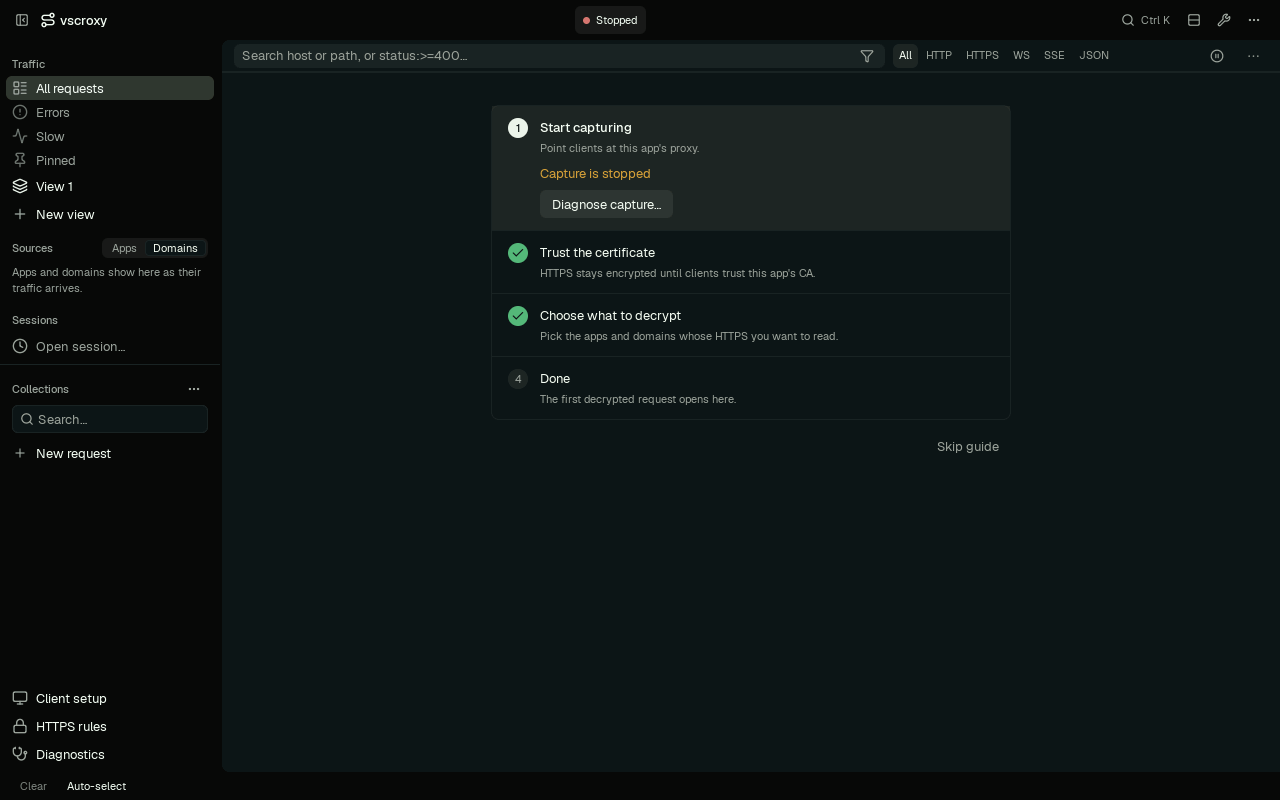 vscroxy
Stopped
Ctrl K
Traffic
All requests
Errors
Slow
Pinned
View 1
New view
Sources
Apps
Domains
Apps and domains show here as their
traffic arrives.
Sessions
Open session…
Collections
Search…
New request
Client setup
HTTPS rules
Diagnostics
Clear
Auto-select
Search host or path, or status:>=400…
All
HTTP
HTTPS
WS
SSE
JSON
1
Start capturing
Point clients at this app's proxy.
Capture is stopped
Diagnose capture…
Trust the certificate
HTTPS stays encrypted until clients trust this app's CA.
Choose what to decrypt
Pick the apps and domains whose HTTPS you want to read.
4
Done
The first decrypted request opens here.
Skip guide